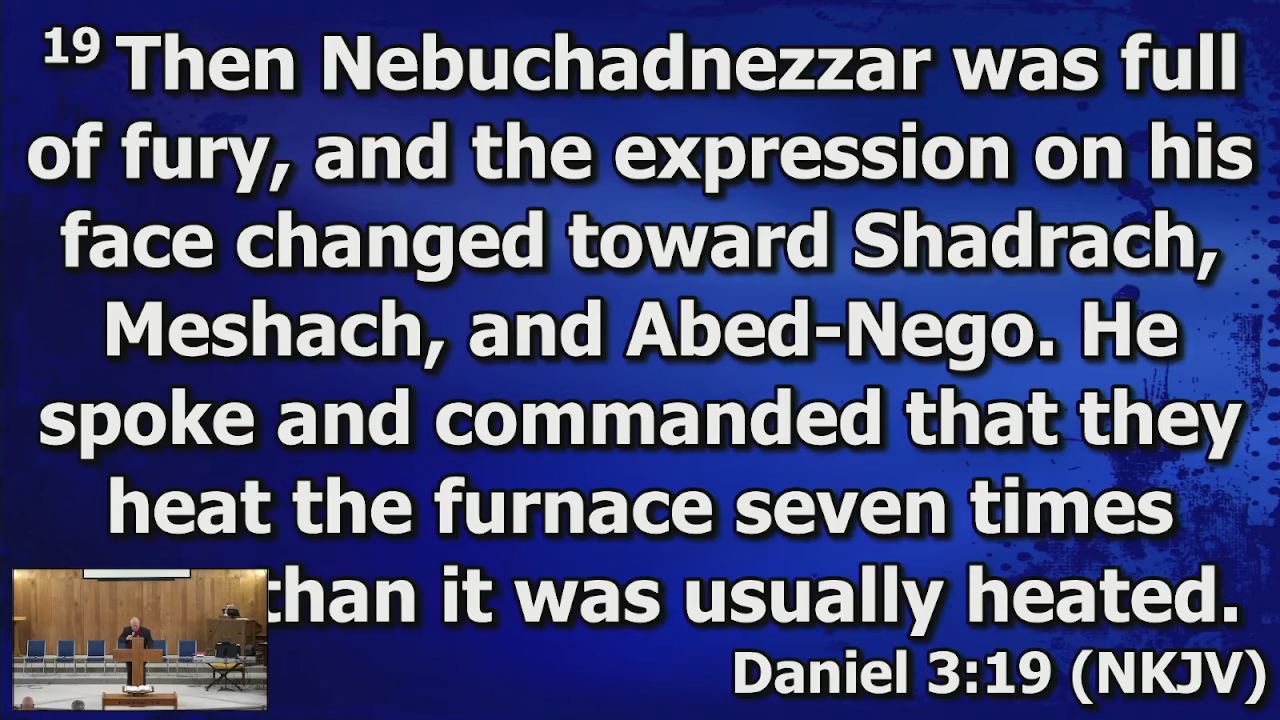 19 Then Nebuchadnezzar was full
of fury, and the expression on his
face changed toward Shadrach,
Meshach, and Abed-Nego. He
spoke and commanded that they
heat the furnace seven times
than it was usually heated.
Daniel 3:19 (NKJV)